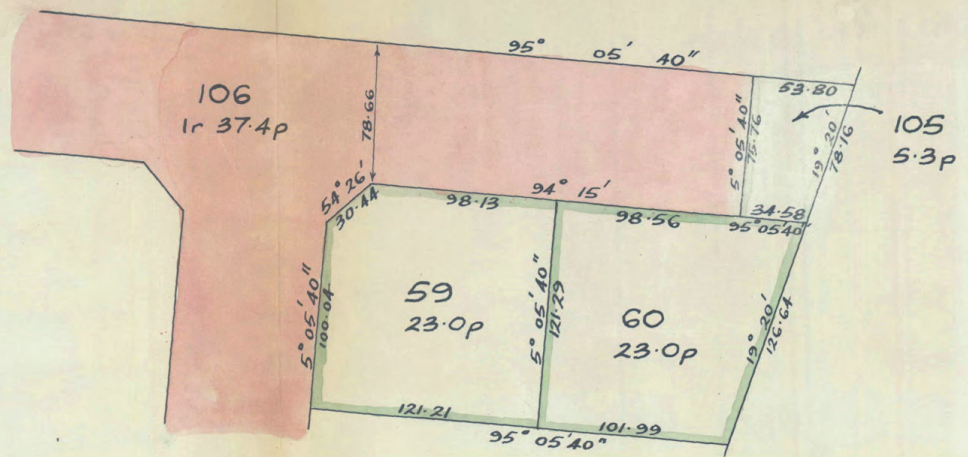 95° 05' 40"
106
1r 37.4p
78.66
53.80
105
5.3p
5° 05' 40"
75.76
19° 20'
78.16
54° 26'
30.44
98.13
94° 15'
98.56
34.58
95° 05' 40"
5° 05' 40"
100.04
59
23.0p
5° 05' 40"
121.29
60
23.0p
19° 20'
126.64
121.21
95° 05' 40"
101.99